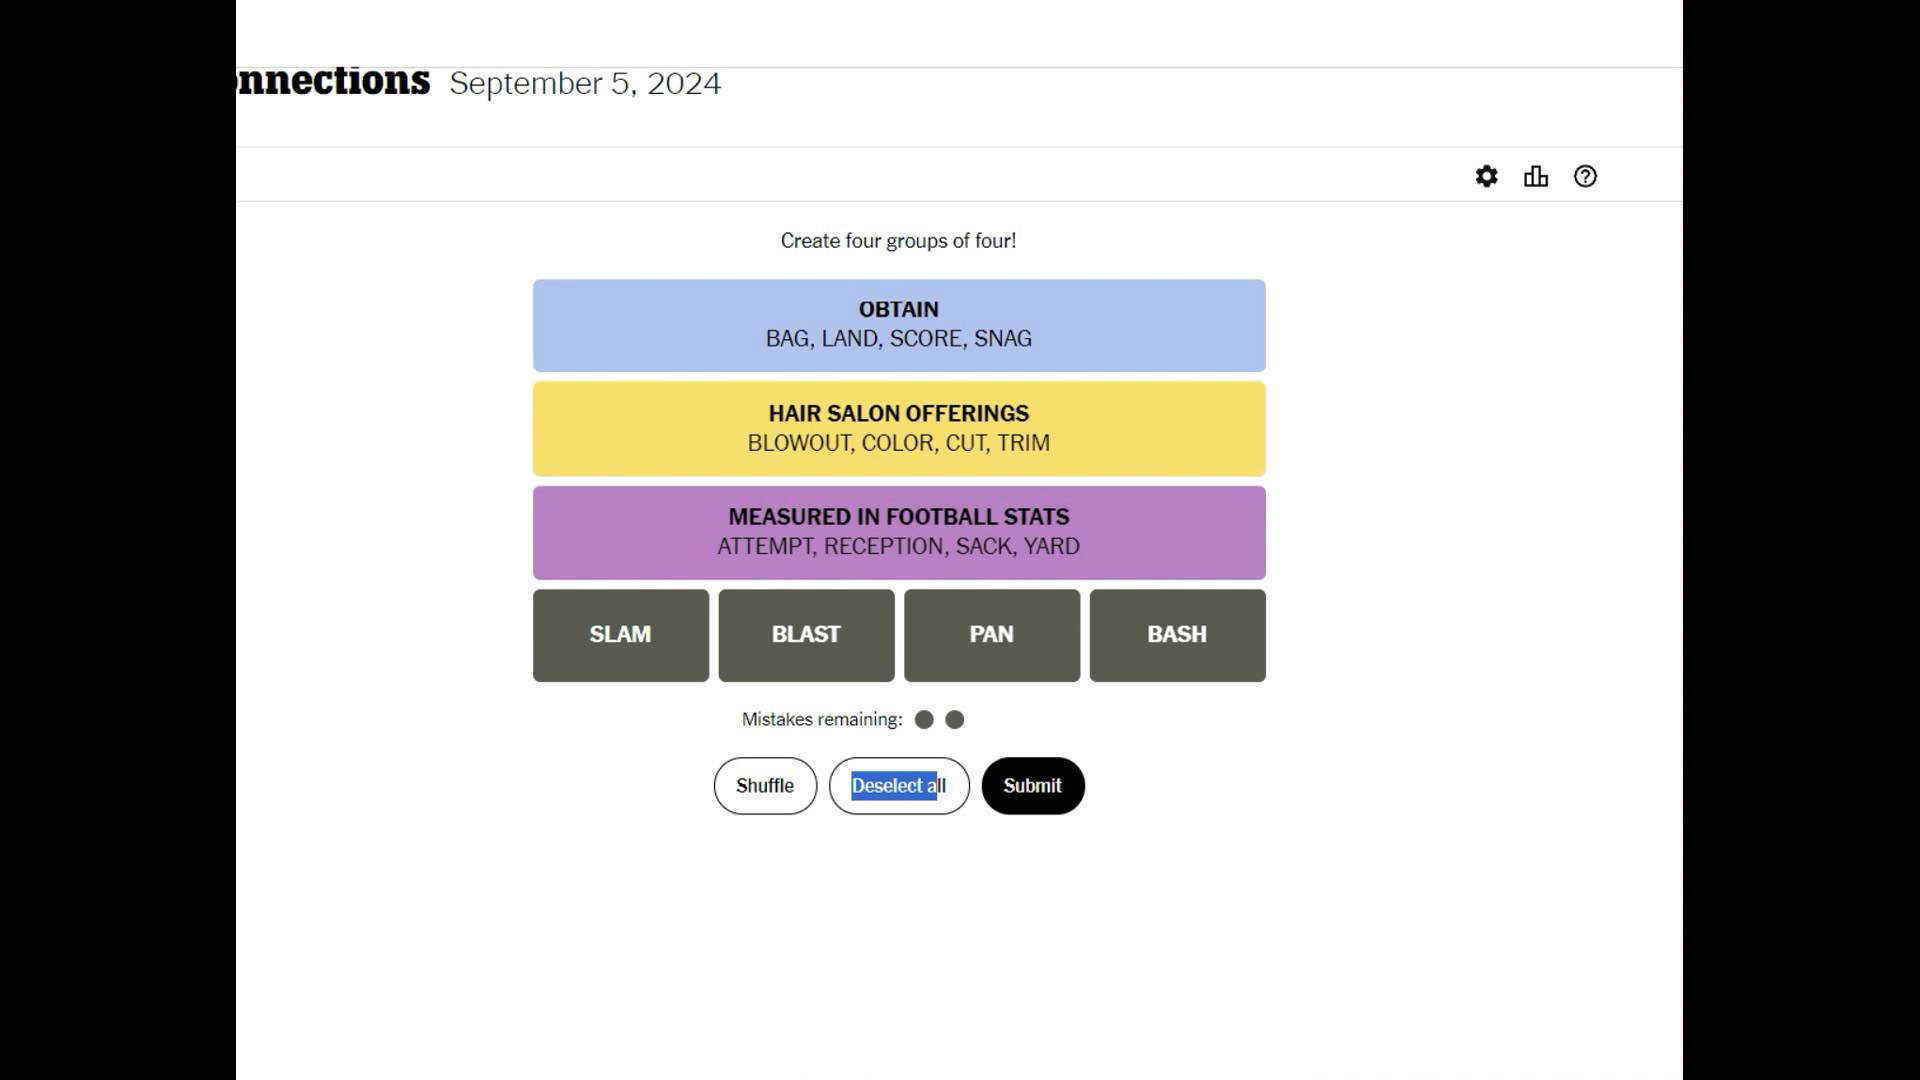 onnections September 5, 2024
Create four groups of four!
OBTAIN
BAG, LAND, SCORE, SNAG
HAIR SALON OFFERINGS
BLOWOUT, COLOR, CUT, TRIM
MEASURED IN FOOTBALL STATS
ATTEMPT, RECEPTION, SACK, YARD
SLAM BLAST PAN BASH
Mistakes remaining:
Shuffle Deselect all Submit